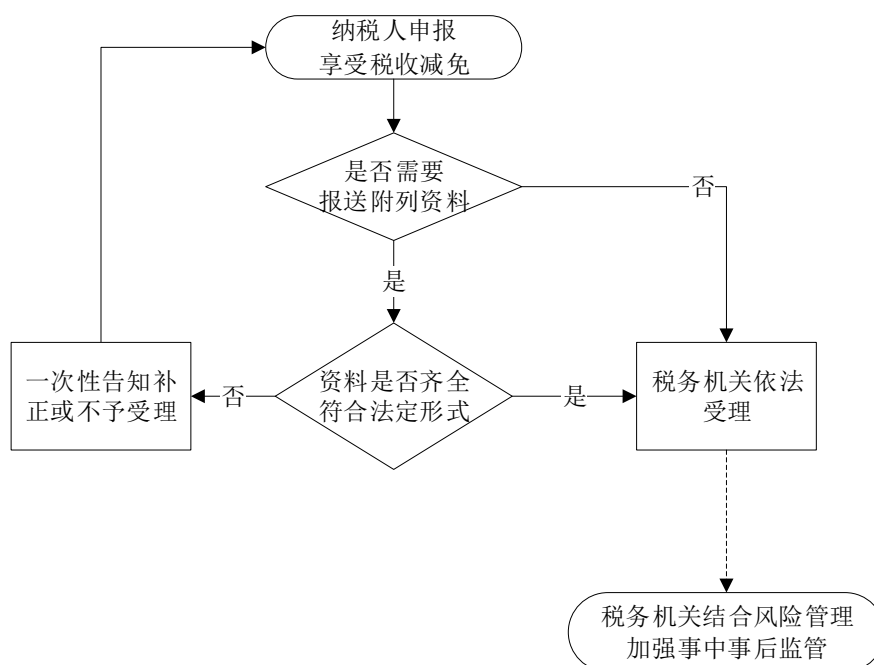 纳税人申报
享受税收减免
是否需要
报送附列资料
否
是
一次性告知补
正或不予受理
否
资料是否齐全
符合法定形式
是
税务机关依法
受理
税务机关结合风险管理
加强事中事后监管